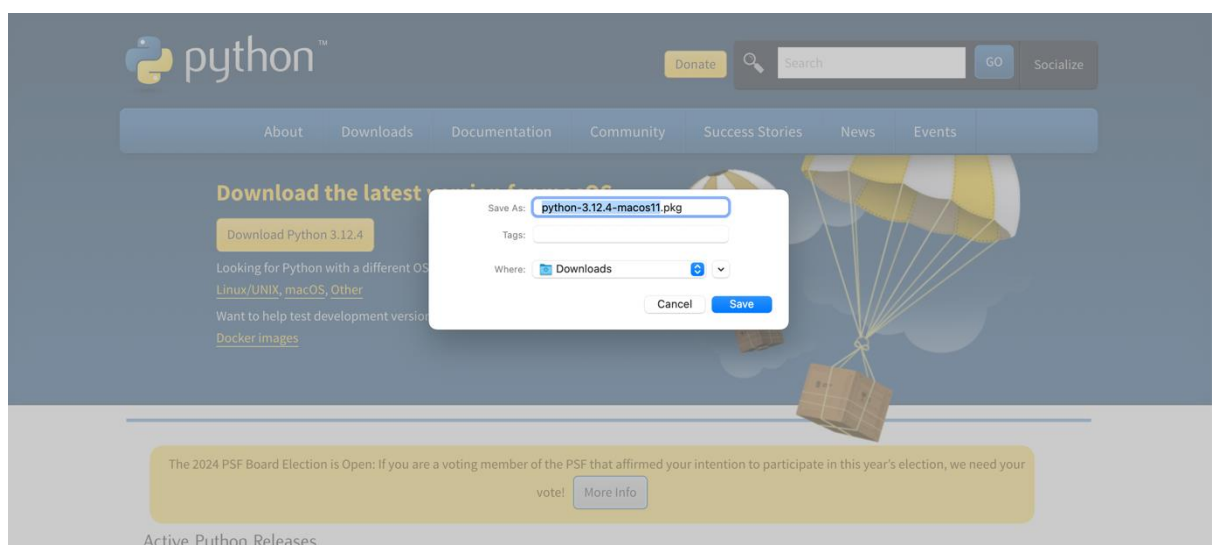 python™
Donate
Search
GO
Socialize
About Downloads Documentation Community Success Stories News Events
Download the latest version for macOS
Download Python 3.12.4
Looking for Python with a different OS
Linux/UNIX, macOS, Other
Want to help test development version
Docker images
Save As: python-3.12.4-macos11.pkg
Tags:
Where: Downloads
Cancel Save
The 2024 PSF Board Election is Open: If you are a voting member of the PSF that affirmed your intention to participate in this year's election, we need your
vote! More Info
Active Python Releases